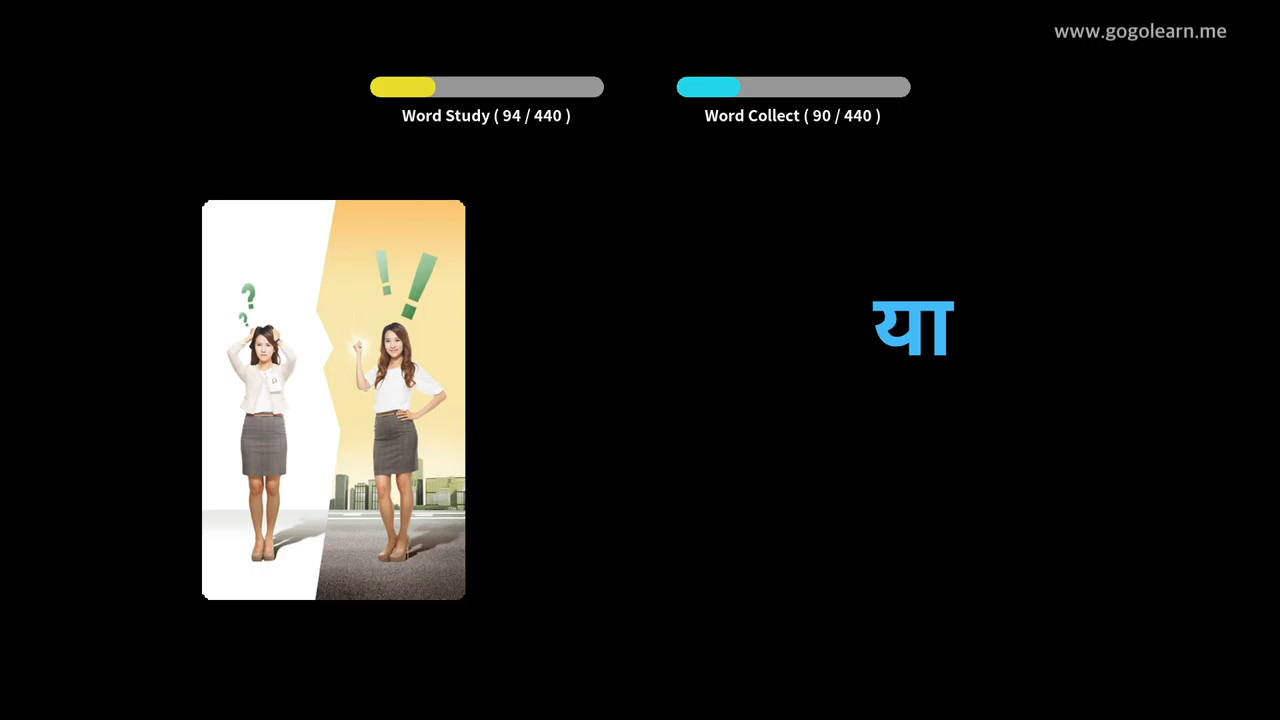 www.gogolearn.me
Word Study ( 94 / 440 )
Word Collect ( 90 / 440 )
? ! !
?
या